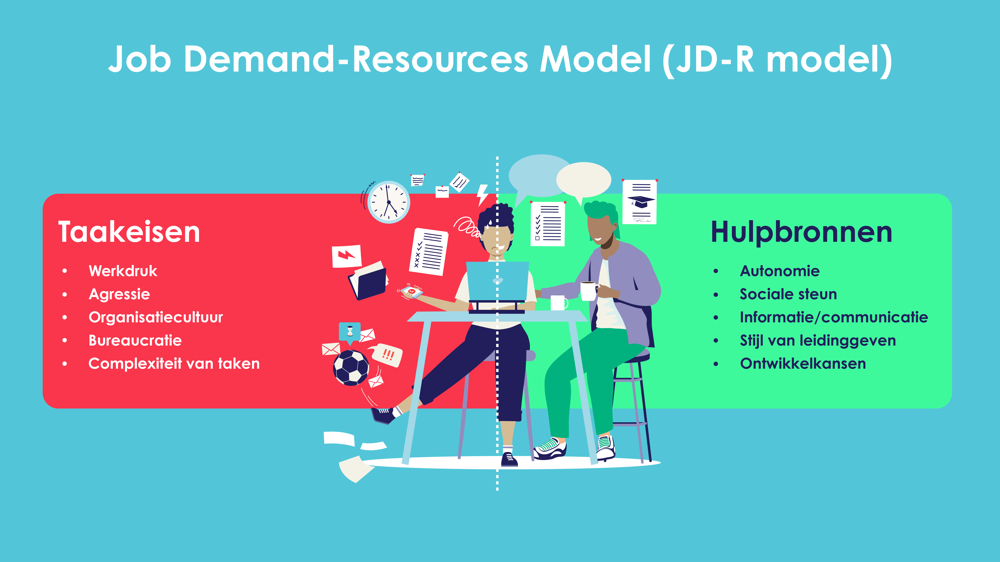 Job Demand-Resources Model (JD-R model)
Taakeisen
• Werkdruk
• Agressie
• Organisatiecultuur
• Bureaucratie
• Complexiteit van taken
!!!
Hulpbronnen
• Autonomie
• Sociale steun
• Informatie/communicatie
• Stijl van leidinggeven
• Ontwikkelkansen